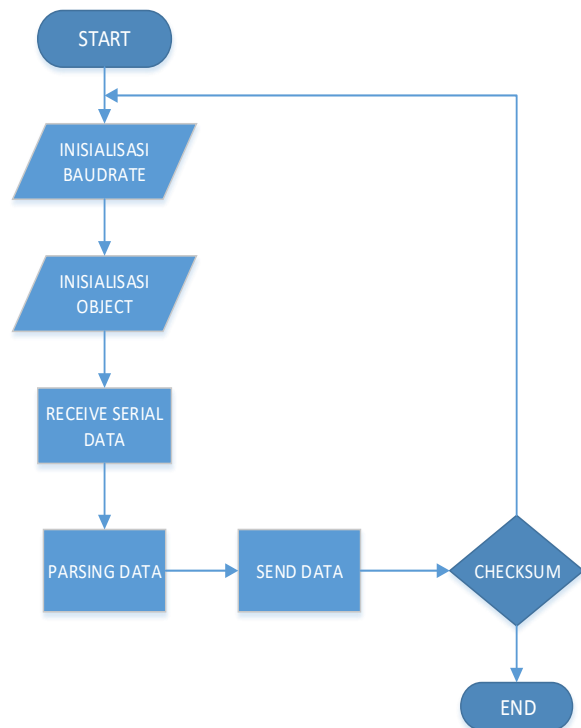 START
INISIALISASI
BAUDRATE
INISIALISASI
OBJECT
RECEIVE SERIAL
DATA
PARSING DATA
SEND DATA
CHECKSUM
END